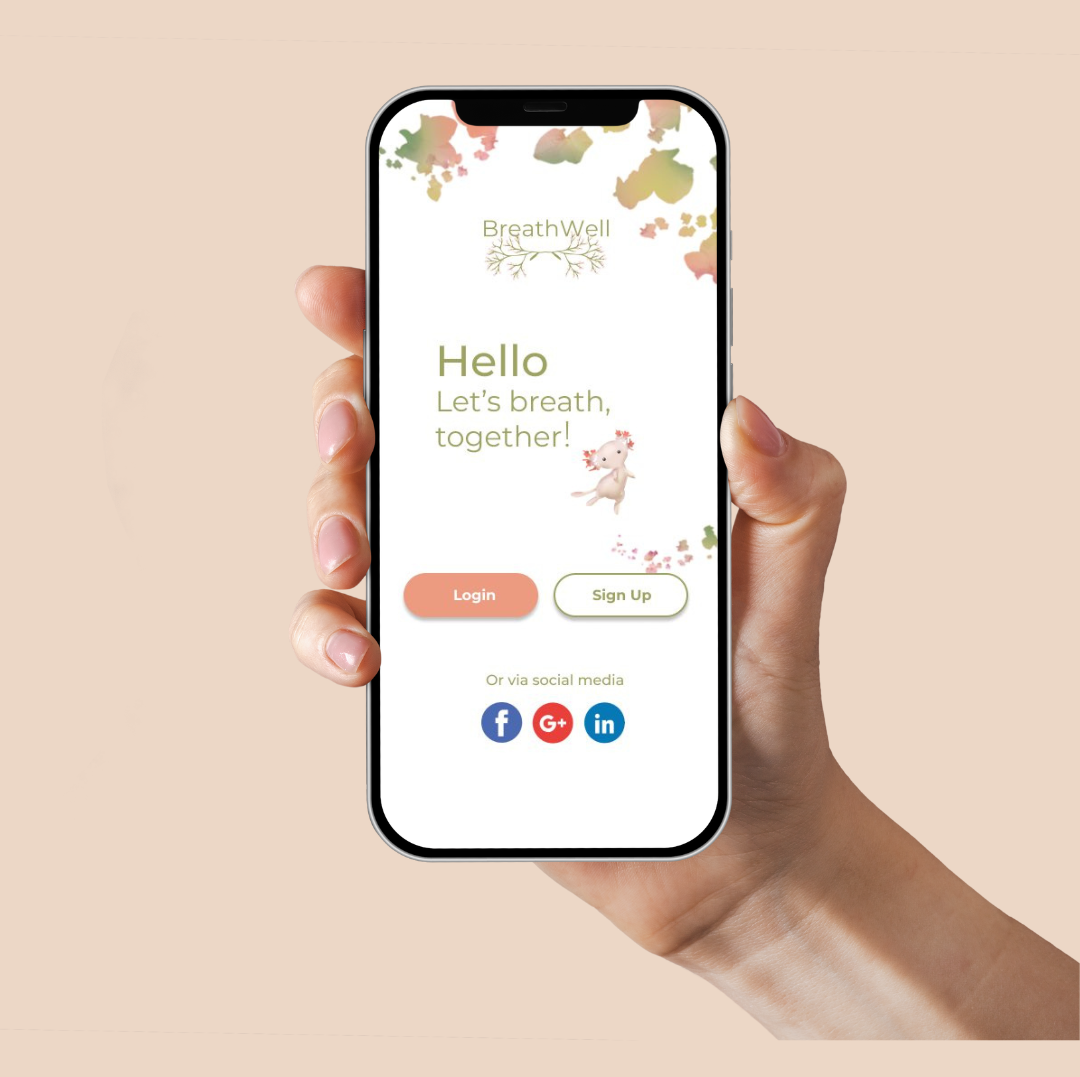 BreathWell
Hello
Let’s breath,
together!
Login
Sign Up
Or via social media
f
G+
in